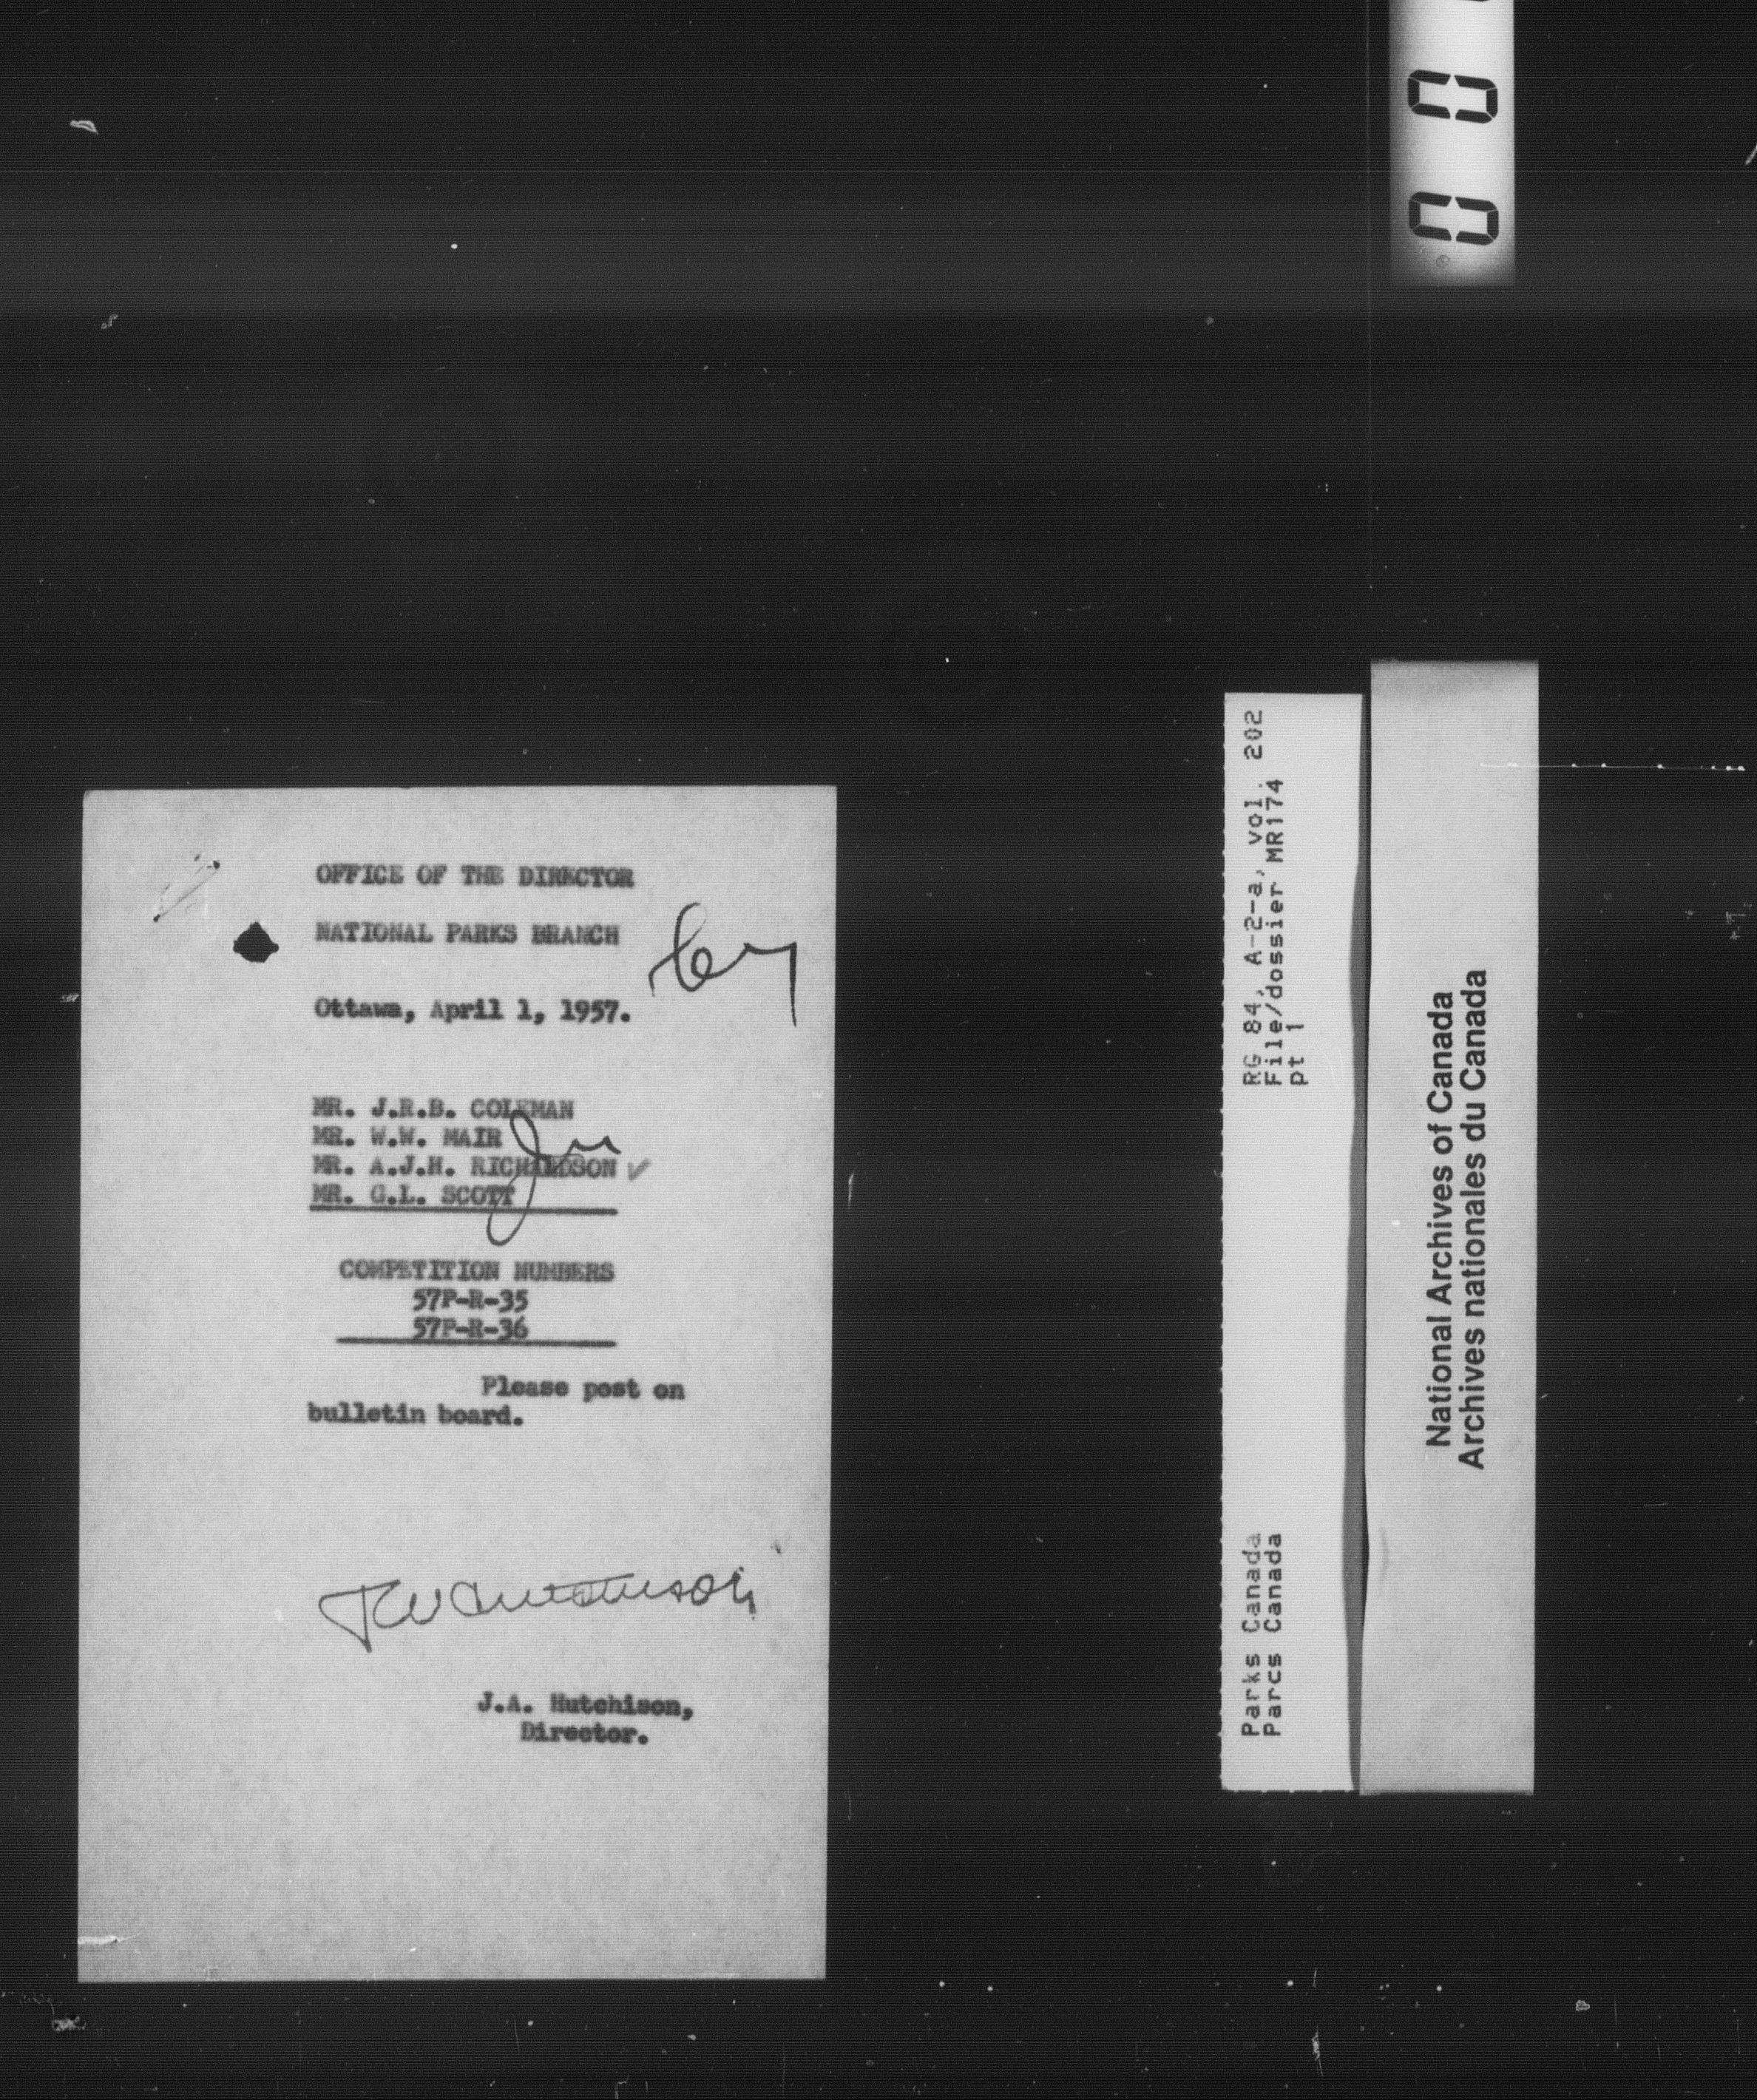 OFFICE OF THE DIRECTOR
NATIONAL PARKS BRANCH
Ottawa, April 1, 1957.
MR. J.R.B. COLEMAN
MR. W.W. MAIR
MR. A.J.H. RICHARDSON ✓
MR. G.L. SCOTT
COMPETITION NUMBERS
57P-R-35
57P-R-36
Please post on
bulletin board.
J.A. Hutchison,
Director.
RG 84, A-2-a, vol. 202
File/dossier MR174
pt 1
Parks Canada
Parcs Canada
National Archives of Canada
Archives nationales du Canada
0 0